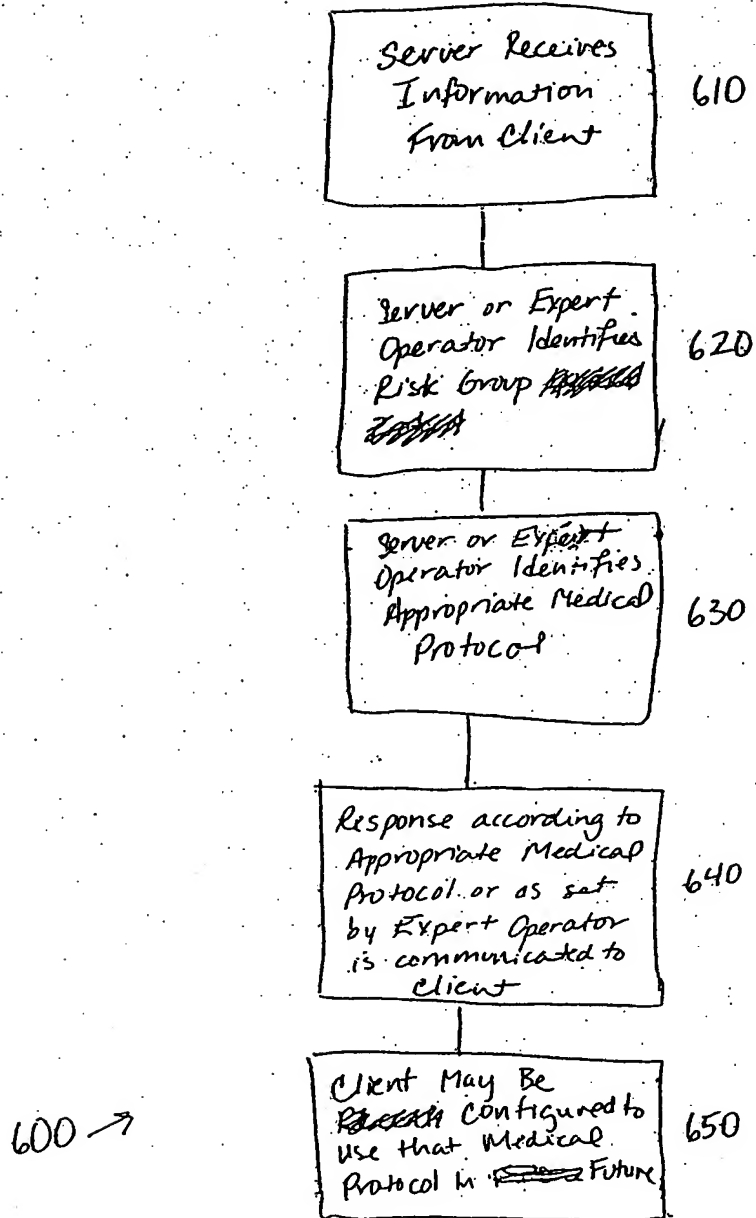 Server Receives
Information
From Client
610
Server or Expert
Operator Identifies
Risk Group
620
Server or Expert
Operator Identifies
Appropriate Medical
Protocol
630
Response according to
Appropriate Medical
Protocol or as set
by Expert Operator
is communicated to
Client
640
Client May Be
configured to
use that Medical
Protocol in Future
650
600